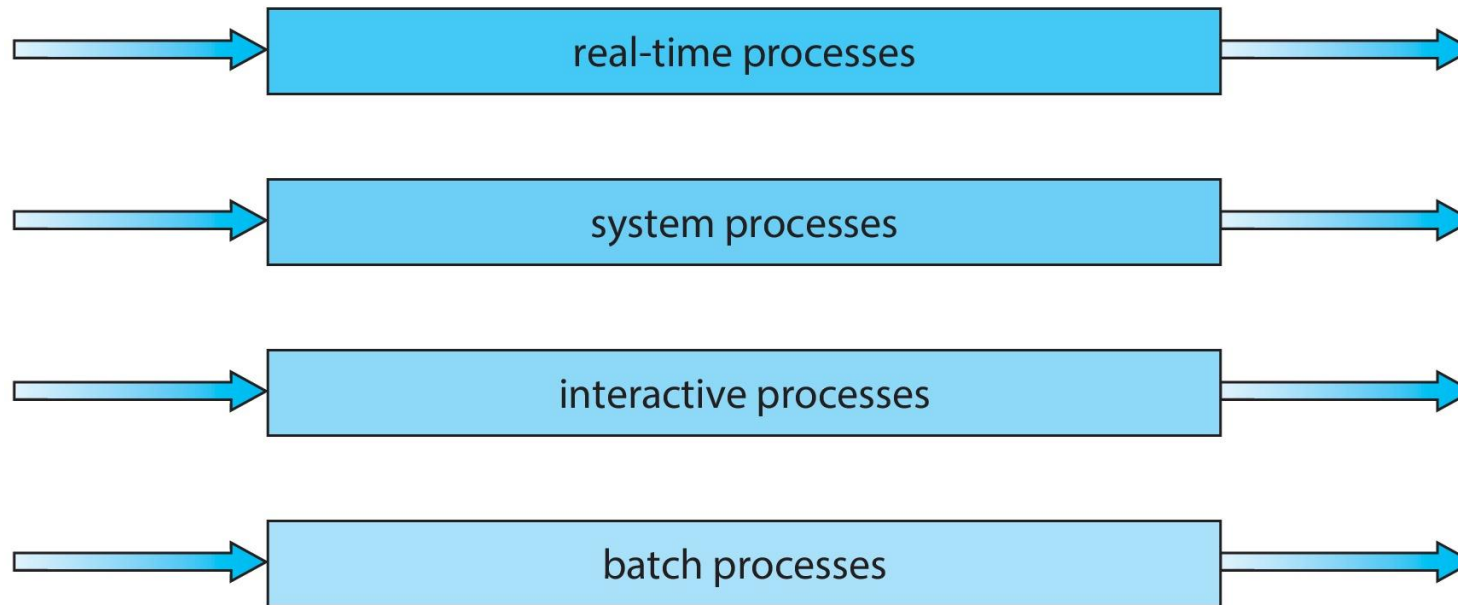 real-time processes
system processes
interactive processes
batch processes